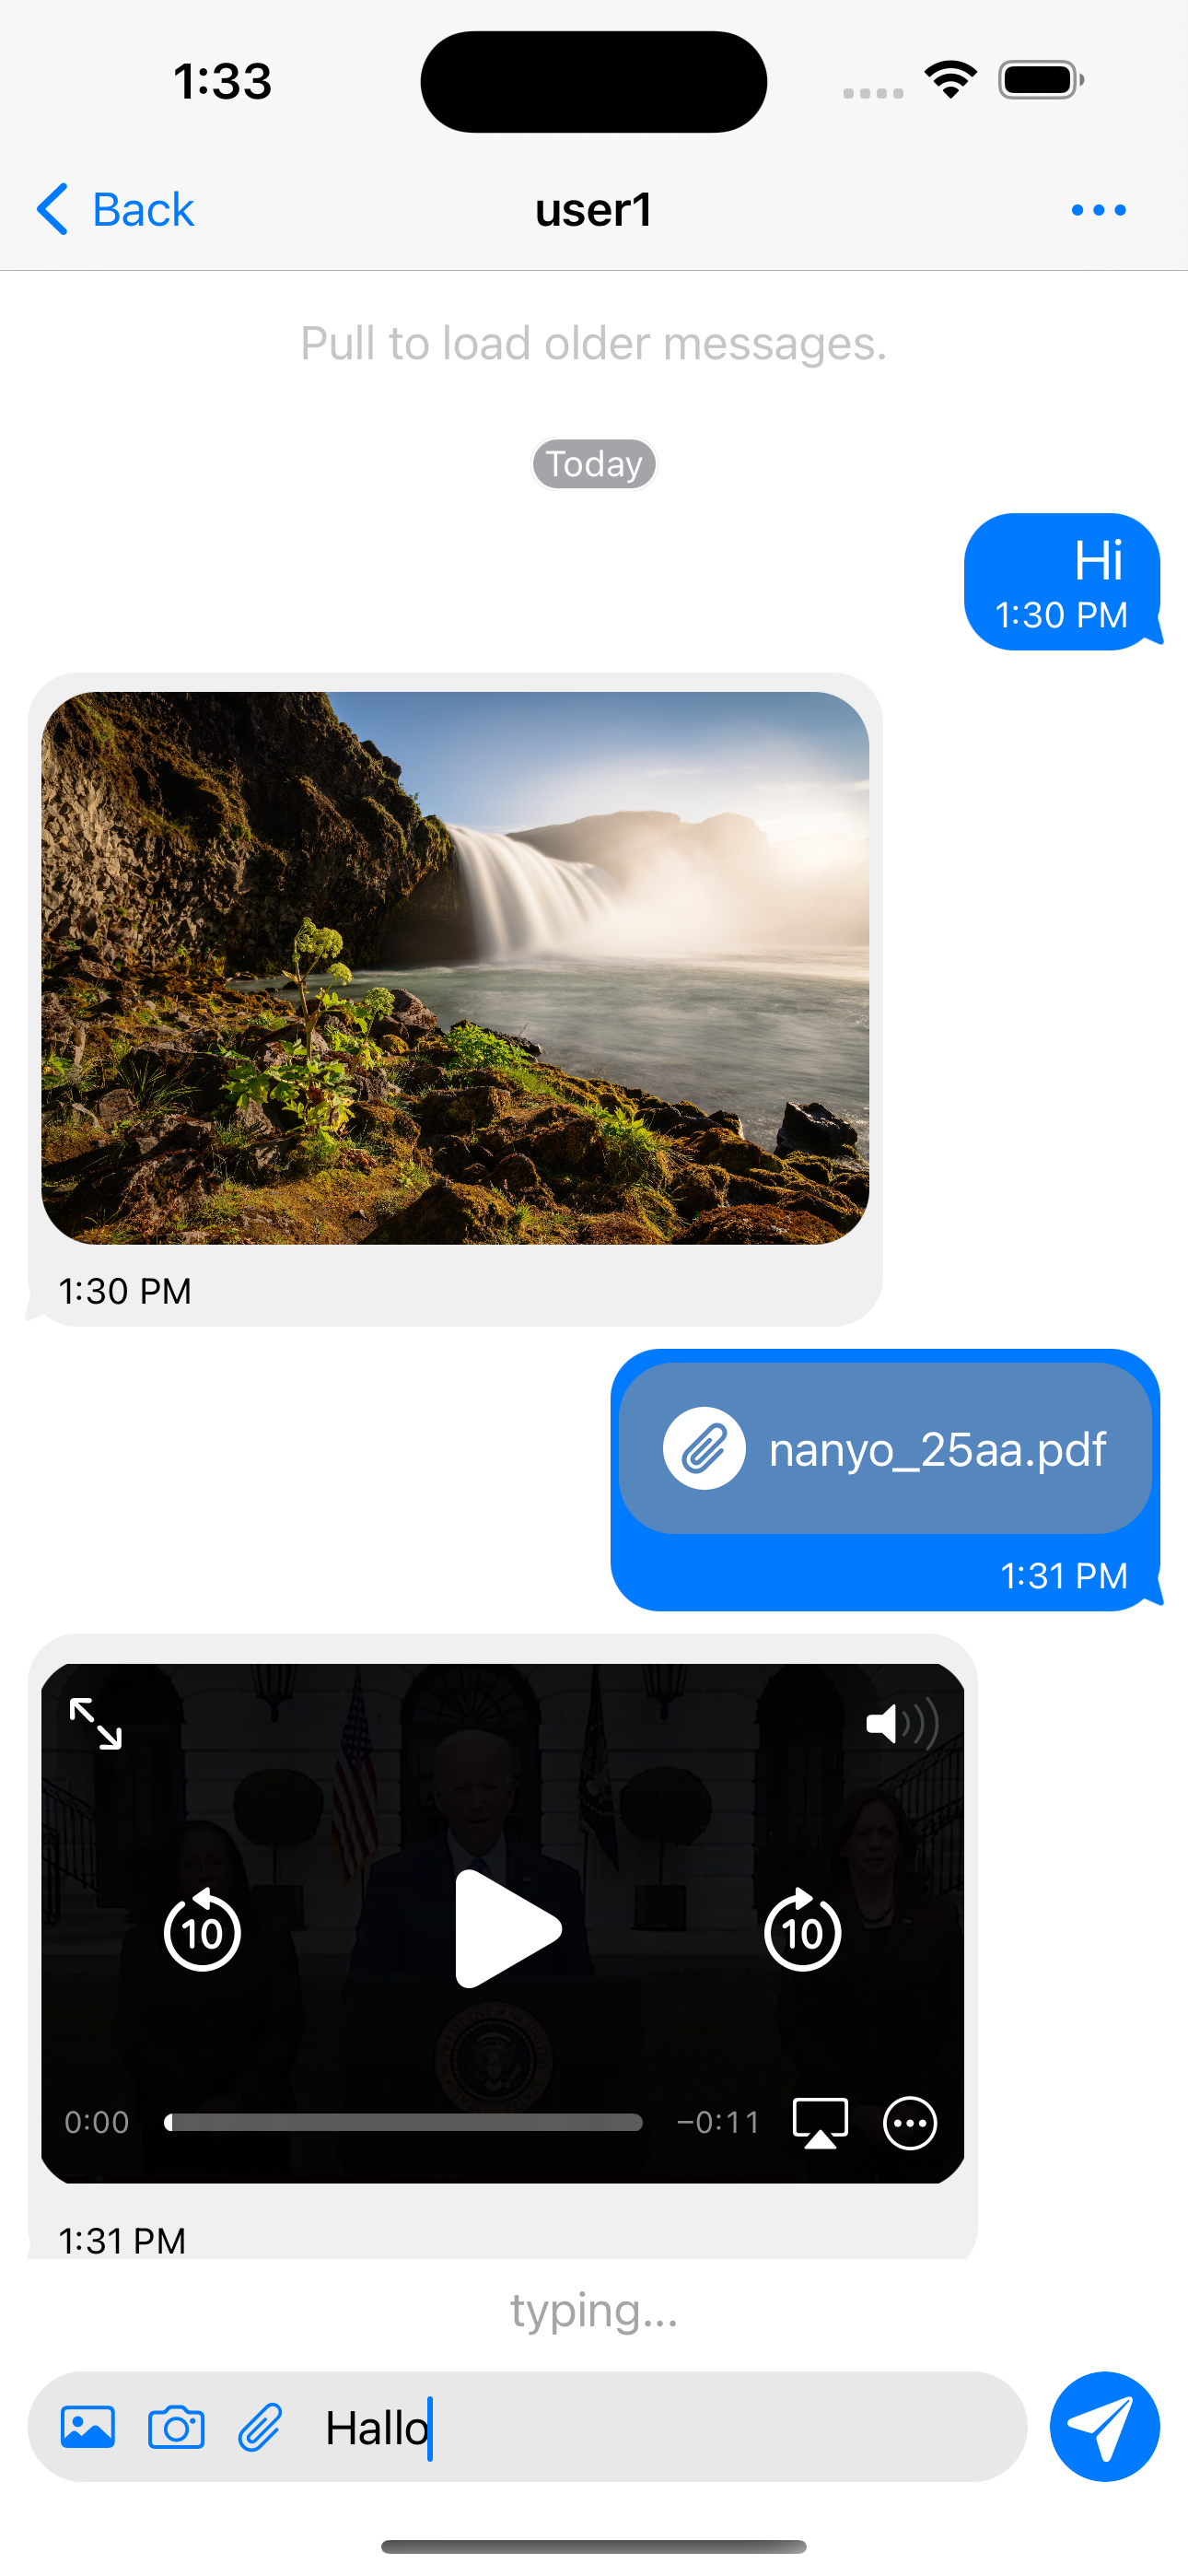 1:33
Back
user1
Pull to load older messages.
Today
Hi
1:30 PM
1:30 PM
nanyo_25aa.pdf
1:31 PM
10
10
0:00
−0:11
1:31 PM
typing...
Hallo